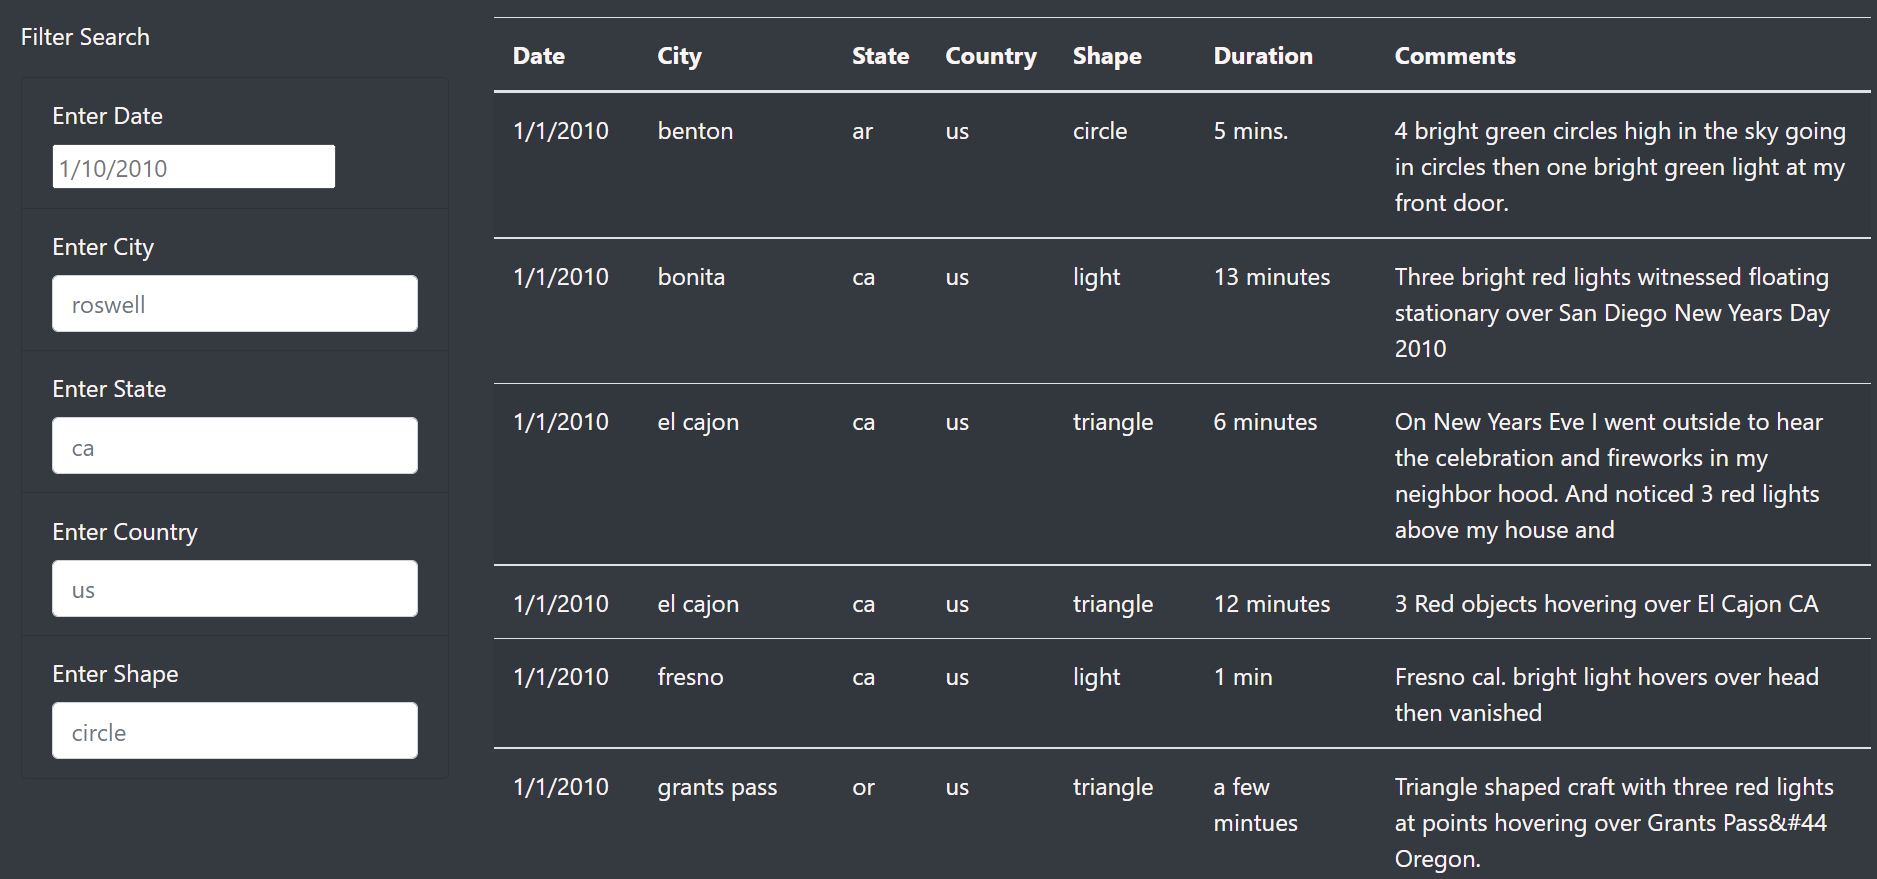 Filter Search
Enter Date
1/10/2010
Enter City
roswell
Enter State
ca
Enter Country
us
Enter Shape
circle
Date City State Country Shape Duration Comments
1/1/2010 benton ar us circle 5 mins. 4 bright green circles high in the sky going
in circles then one bright green light at my
front door.
1/1/2010 bonita ca us light 13 minutes Three bright red lights witnessed floating
stationary over San Diego New Years Day
2010
1/1/2010 el cajon ca us triangle 6 minutes On New Years Eve I went outside to hear
the celebration and fireworks in my
neighbor hood. And noticed 3 red lights
above my house and
1/1/2010 el cajon ca us triangle 12 minutes 3 Red objects hovering over El Cajon CA
1/1/2010 fresno ca us light 1 min Fresno cal. bright light hovers over head
then vanished
1/1/2010 grants pass or us triangle a few Triangle shaped craft with three red lights
mintues at points hovering over Grants Pass&#44
Oregon.